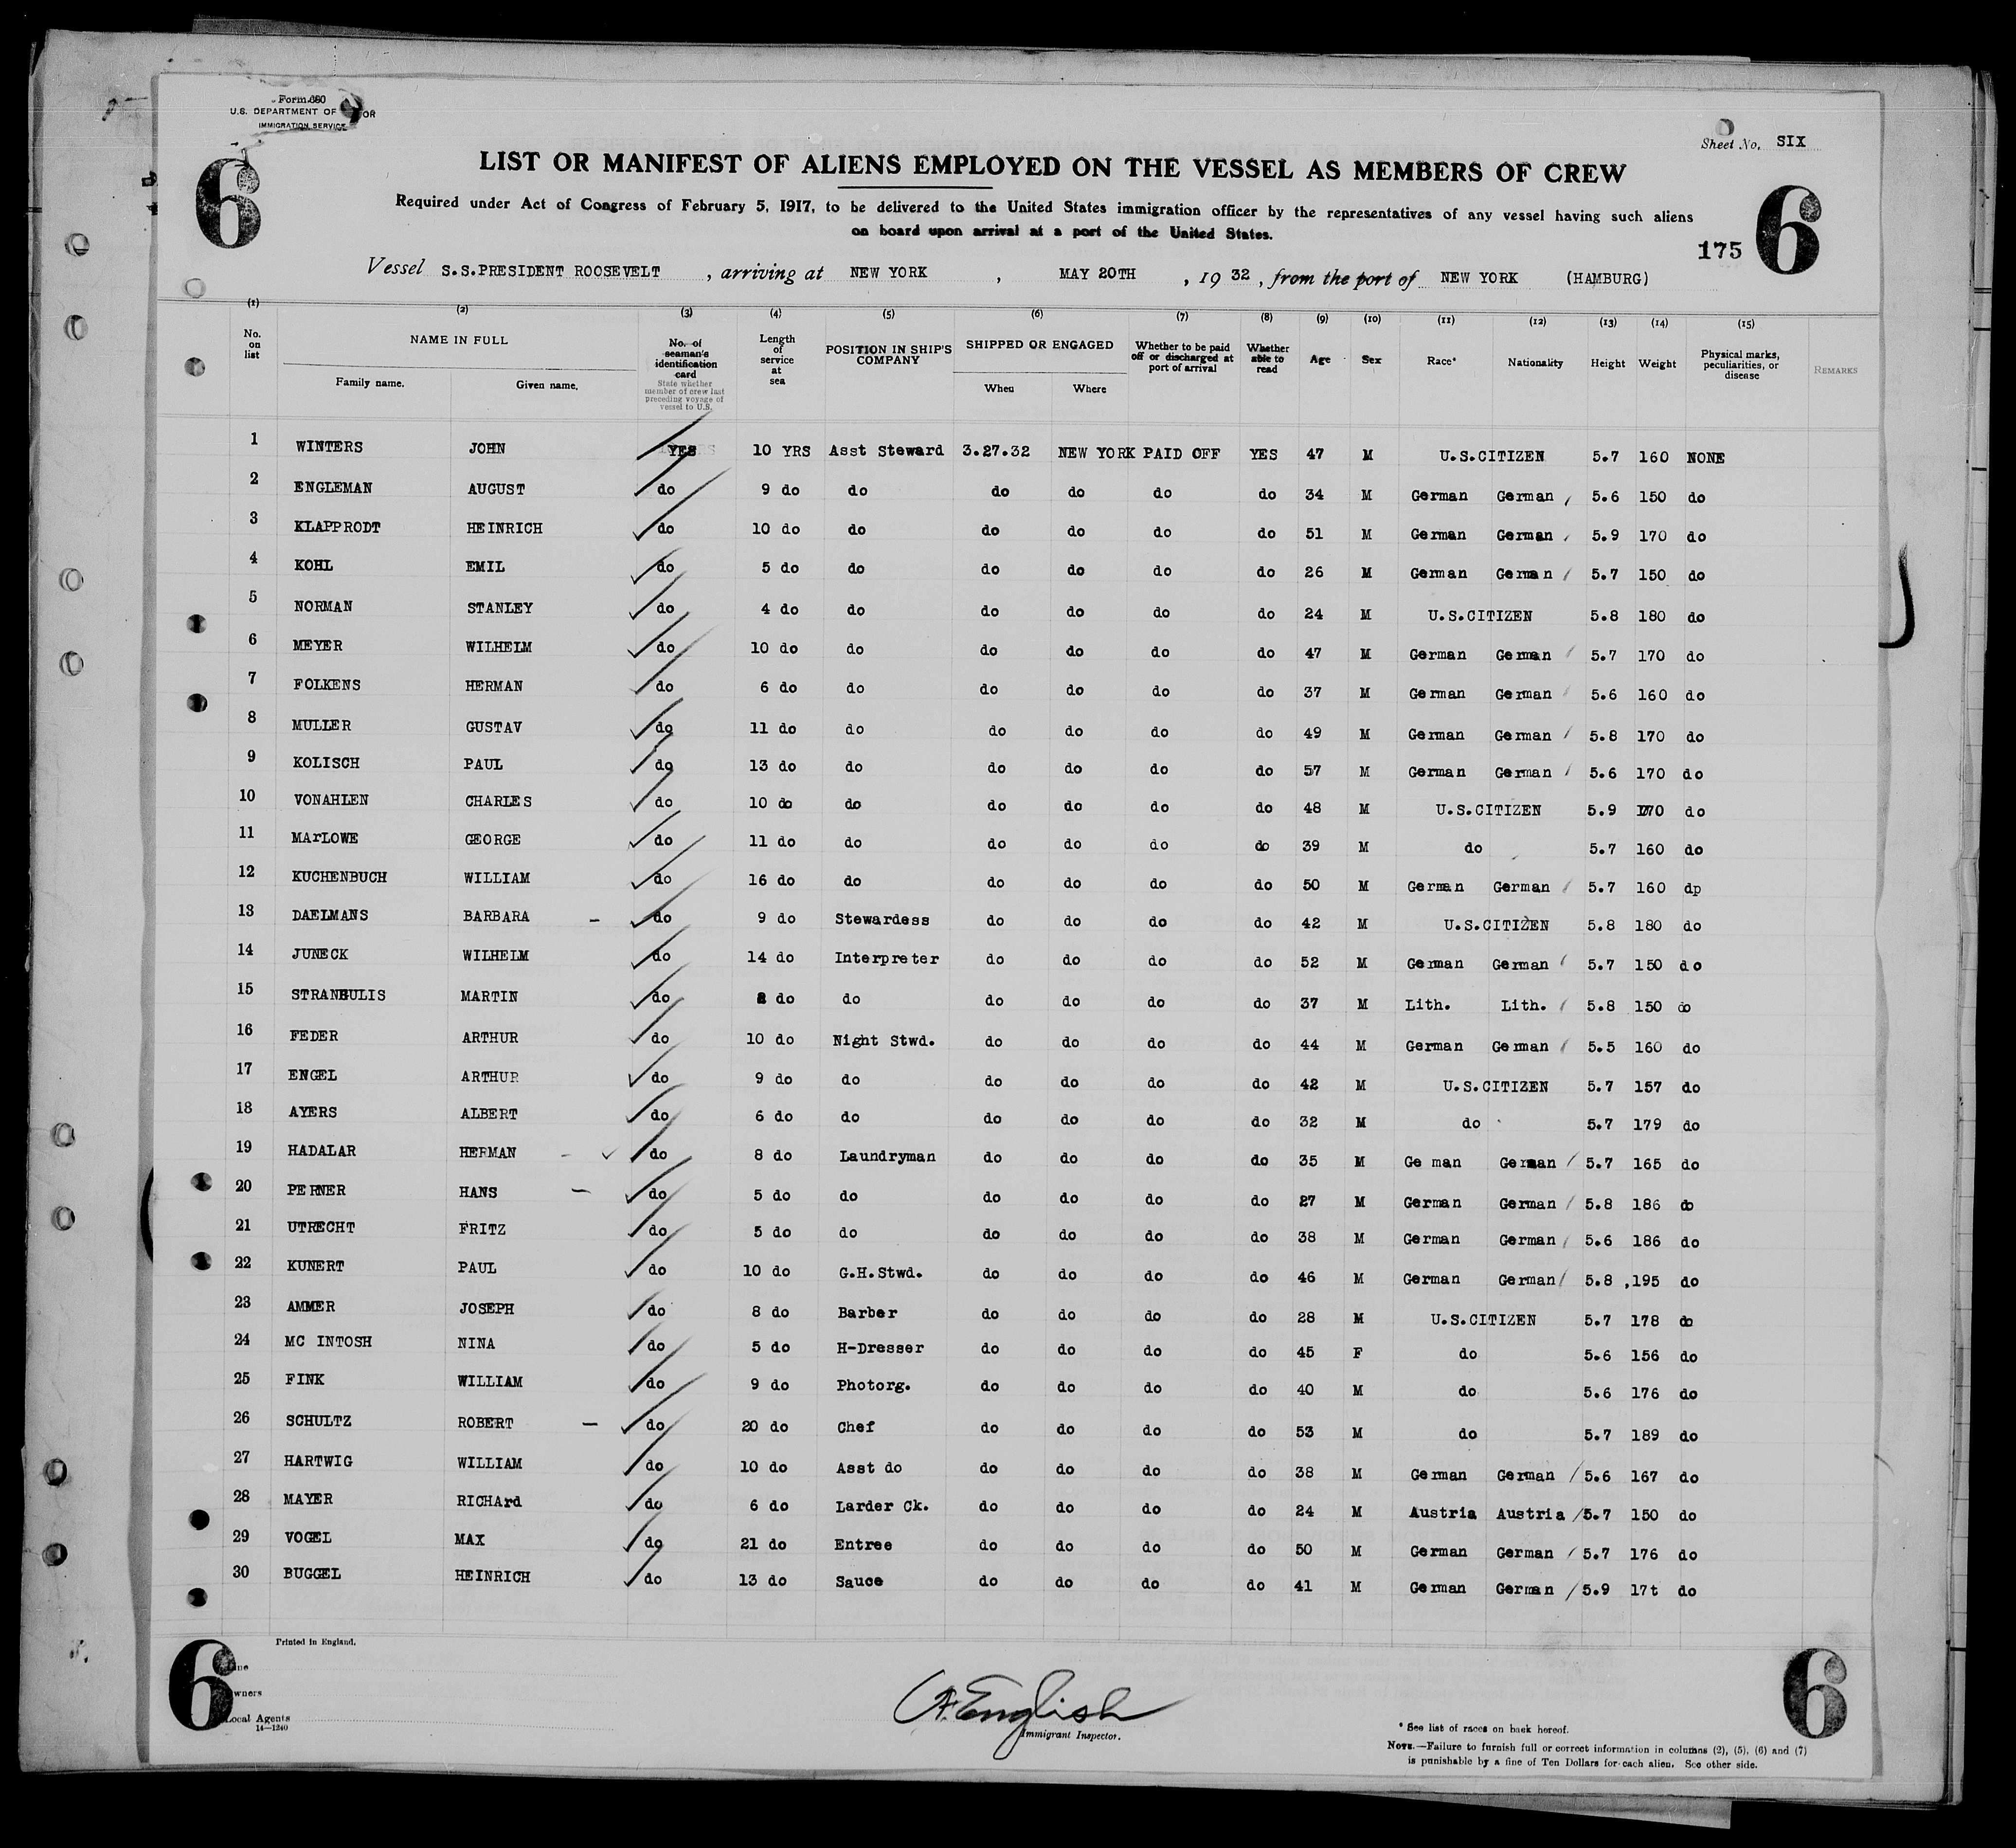 Form 680
U.S. DEPARTMENT OF OR
IMMIGRATION SERVICE
Sheet No. SIX
6
LIST OR MANIFEST OF ALIENS EMPLOYED ON THE VESSEL AS MEMBERS OF CREW
6
Required under Act of Congress of February 5, 1917, to be delivered to the United States immigration officer by the representatives of any vessel having such aliens
on board upon arrival at a port of the United States.
175
Vessel S.S.PRESIDENT ROOSEVELT , arriving at NEW YORK , MAY 20TH , 19 32 , from the port of NEW YORK (HAMBURG)
(1) (2) (3) (4) (5) (6) (7) (8) (9) (10) (11) (12) (13) (14) (15)
No. on list
NAME IN FULL
Family name. Given name.
No. of seaman's identification card
State whether member of crew last preceding voyage of vessel to U.S.
Length of service at sea
POSITION IN SHIP'S COMPANY
SHIPPED OR ENGAGED
When Where
Whether to be paid off or discharged at port of arrival
Whether able to read
Age Sex Race* Nationality Height Weight
Physical marks, peculiarities, or disease
REMARKS
1 WINTERS JOHN YES 10 YRS Asst Steward 3.27.32 NEW YORK PAID OFF YES 47 M U.S.CITIZEN 5.7 160 NONE
2 ENGLEMAN AUGUST do 9 do do do do do do 34 M German German 5.6 150 do
3 KLAPPRODT HEINRICH do 10 do do do do do do 51 M German German 5.9 170 do
4 KOHL EMIL do 5 do do do do do do 26 M German German 5.7 150 do
5 NORMAN STANLEY do 4 do do do do do do 24 M U.S.CITIZEN 5.8 180 do
6 MEYER WILHELM do 10 do do do do do do 47 M German German 5.7 170 do
7 FOLKENS HERMAN do 6 do do do do do do 37 M German German 5.6 160 do
8 MULLER GUSTAV do 11 do do do do do do 49 M German German 5.8 170 do
9 KOLISCH PAUL do 13 do do do do do do 57 M German German 5.6 170 do
10 VONAHLEN CHARLES do 10 do do do do do do 48 M U.S.CITIZEN 5.9 170 do
11 MArLOWE GEORGE do 11 do do do do do do 39 M do 5.7 160 do
12 KUCHENBUCH WILLIAM do 16 do do do do do do 50 M German German 5.7 160 dp
13 DAELMANS BARBARA - do 9 do Stewardess do do do do 42 M U.S.CITIZEN 5.8 180 do
14 JUNECK WILHELM do 14 do Interpreter do do do do 52 M German German 5.7 150 do
15 STRANBULIS MARTIN do do do do do do do 37 M Lith. Lith. 5.8 150 do
16 FEDER ARTHUR do 10 do Night Stwd. do do do do 44 M German German 5.5 160 do
17 ENGEL ARTHUR do 9 do do do do do do 42 M U.S.CITIZEN 5.7 157 do
18 AYERS ALBERT do 6 do do do do do do 32 M do 5.7 179 do
19 HADALAR HERMAN - do 8 do Laundryman do do do do 35 M Ge man German 5.7 165 do
20 PERNER HANS - do 5 do do do do do do 27 M German German 5.8 186 do
21 UTRECHT FRITZ do 5 do do do do do do 38 M German German 5.6 186 do
22 KUNERT PAUL do 10 do G.H.Stwd. do do do do 46 M German German 5.8 ,195 do
23 AMMER JOSEPH do 8 do Barber do do do do 28 M U.S.CITIZEN 5.7 178 do
24 MC INTOSH NINA do 5 do H-Dresser do do do do 45 F do 5.6 156 do
25 FINK WILLIAM do 9 do Photorg. do do do do 40 M do 5.6 176 do
26 SCHULTZ ROBERT - do 20 do Chef do do do do 53 M do 5.7 189 do
27 HARTWIG WILLIAM do 10 do Asst do do do do do 38 M German German 5.6 167 do
28 MAYER RICHArd do 6 do Larder Ck. do do do do 24 M Austria Austria 5.7 150 do
29 VOGEL MAX do 21 do Entree do do do do 50 M German German 5.7 176 do
30 BUGGEL HEINRICH do 13 do Sauce do do do do 41 M German German 5.9 17t do
Printed in England.
6
Owners
Local Agents
14-1240
A. English
Immigrant Inspector.
6
* See list of races on back hereof.
NOTE.—Failure to furnish full or correct information in columns (2), (5), (6) and (7)
is punishable by a fine of Ten Dollars for each alien. See other side.